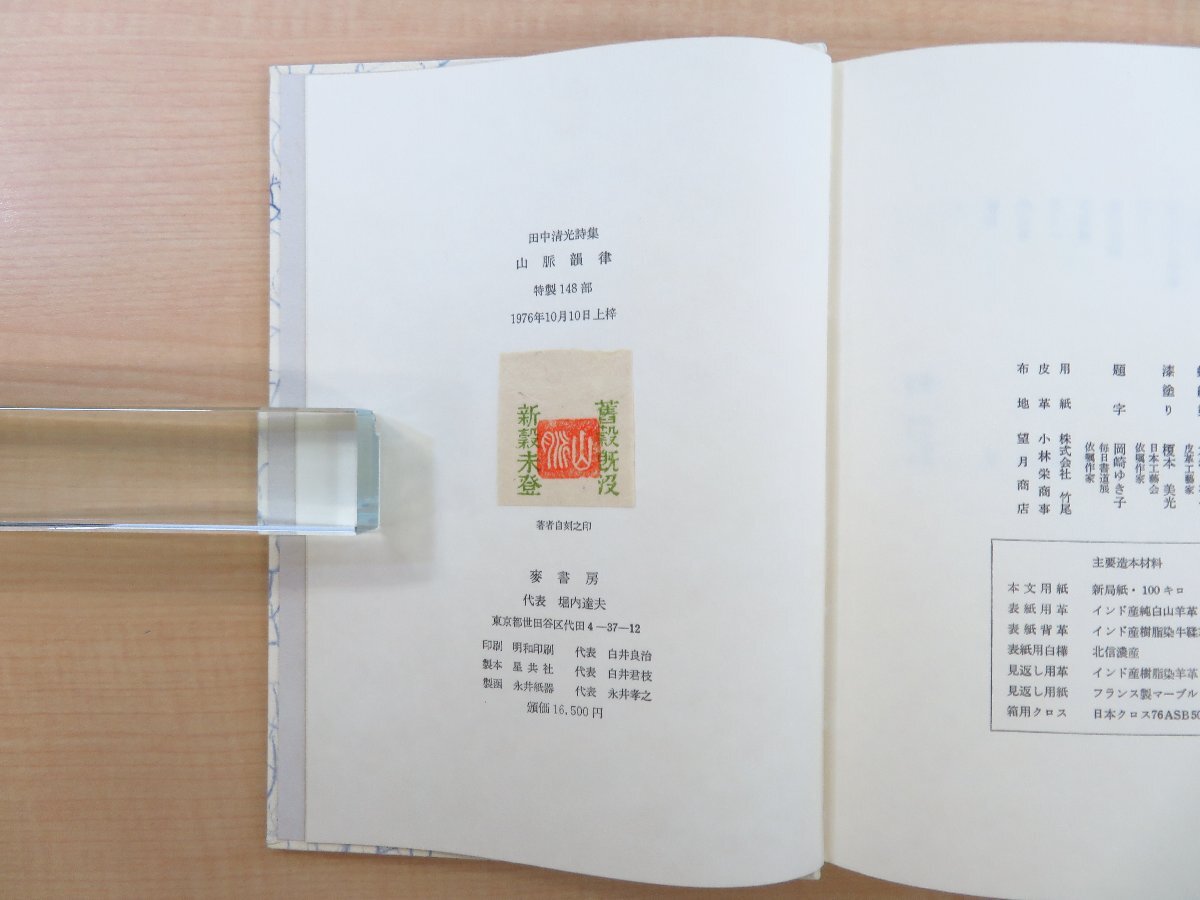 田中清光詩集
山脈韻律
特製148部
1976年10月10日上梓
舊穀既没
新穀未登
山脈
著者自刻之印
麥書房
代表 堀内達夫
東京都世田谷区代田4—37—12
印刷 明和印刷 代表 白井良治
製本 星共社 代表 白井君枝
製函 永井紙器 代表 永井孝之
頒価16,500円
皮革工藝家
漆塗り 榎本美光
日本工藝会
依嘱作家
題字 岡崎ゆき子
毎日書道展
依嘱作家
用紙 株式会社 竹尾
皮革 小林栄商事
布地 望月商店
主要造本材料
本文用紙 新局紙・100キロ
表紙用革 インド産純白山羊革
表紙背革 インド産樹脂染牛鞣
表紙用白樺 北信濃産
見返し用革 インド産樹脂染羊革
見返し用紙 フランス製マーブル
箱用クロス 日本クロス76ASB50